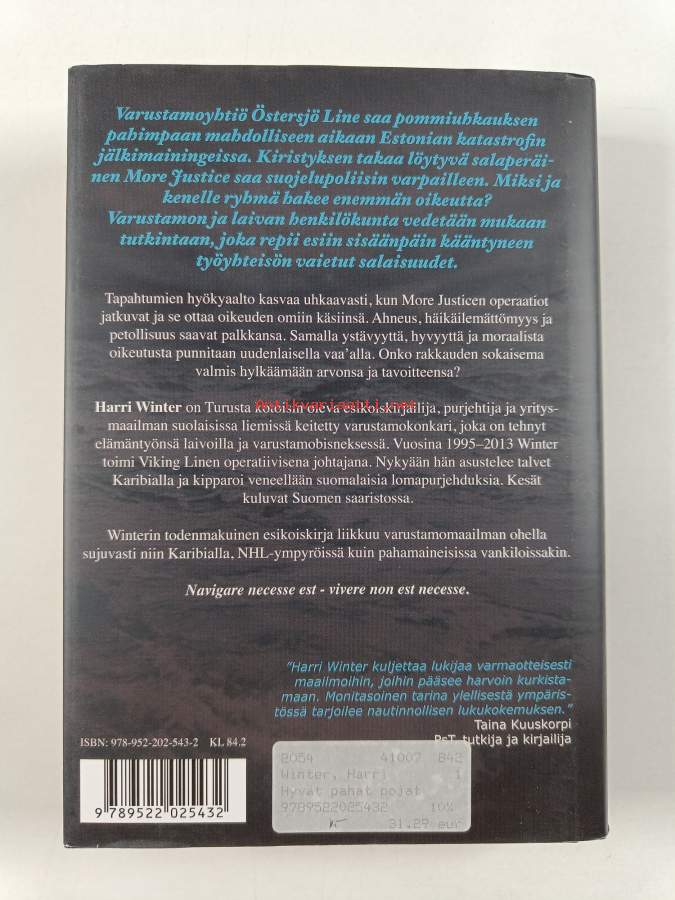 Varustamoyhtiö Östersjö Line saa pommiuhkauksen
pahimpaan mahdolliseen aikaan Estonian katastrofin
jälkimainingeissa. Kiristyksen takaa löytyvä salaperäi-
nen More Justice saa suojelupoliisin varpailleen. Miksi ja
kenelle ryhmä hakee enemmän oikeutta?
Varustamon ja laivan henkilökunta vedetään mukaan
tutkintaan, joka repii esiin sisäänpäin kääntyneen
työyhteisön vaietut salaisuudet.
Tapahtumien hyökyaalto kasvaa uhkaavasti, kun More Justicen operaatiot
jatkuvat ja se ottaa oikeuden omiin käsiinsä. Ahneus, häikäilemättömyys ja
petollisuus saavat palkkansa. Samalla ystävyyttä, hyvyyttä ja moraalista
oikeutusta punnitaan uudenlaisella vaa'alla. Onko rakkauden sokaisema
valmis hylkäämään arvonsa ja tavoitteensa?
Antikvariaatti.net
Harri Winter on Turusta kotoisin oleva esikoiskirjailija, purjehtija ja yritys-
maailman suolaisissa liemissä keitetty varustamokonkari, joka on tehnyt
elämäntyönsä laivoilla ja varustamobisneksessä. Vuosina 1995–2013 Winter
toimi Viking Linen operatiivisena johtajana. Nykyään hän asustelee talvet
Karibialla ja kipparoi veneellään suomalaisia lomapurjehduksia. Kesät
kuluvat Suomen saaristossa.
Winterin todenmakuinen esikoiskirja liikkuu varustamomaailman ohella
sujuvasti niin Karibialla, NHL-ympyröissä kuin pahamaineisissa vankiloissakin.
Navigare necesse est - vivere non est necesse.
"Harri Winter kuljettaa lukijaa varmaotteisesti
maailmoihin, joihin pääsee harvoin kurkista-
maan. Monitasoinen tarina ylellisestä ympäris-
tössä tarjoilee nautinnollisen lukukokemuksen."
Taina Kuuskorpi
PsT, tutkija ja kirjailija
ISBN: 978-952-202-543-2 KL 84.2
9 789522 025432
8054 41007 842
Winter, Harri 1
Hyvät pahat pojat
9789522025432 10%
31.29 eur